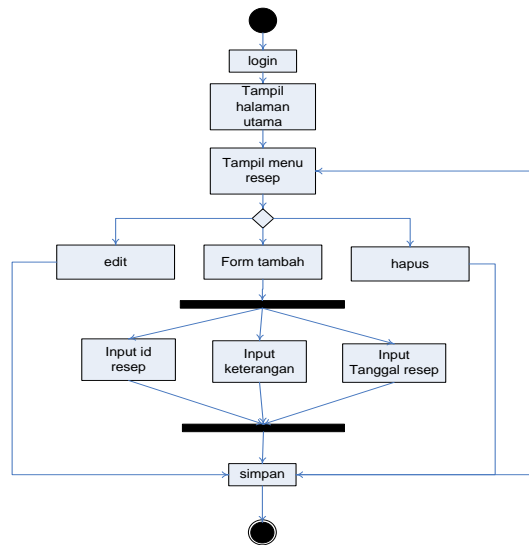 login
Tampil
halaman
utama
Tampil menu
resep
edit
Form tambah
hapus
Input id
resep
Input
keterangan
Input
Tanggal resep
simpan